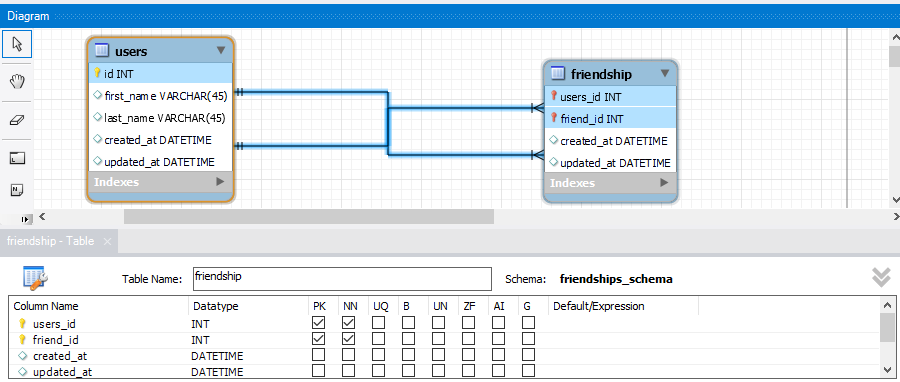 Diagram
users
id INT
first_name VARCHAR(45)
last_name VARCHAR(45)
created_at DATETIME
updated_at DATETIME
Indexes
friendship
users_id INT
friend_id INT
created_at DATETIME
updated_at DATETIME
Indexes
friendship - Table
Table Name: friendship Schema: friendships_schema
Column Name Datatype PK NN UQ B UN ZF AI G Default/Expression
users_id INT
friend_id INT
created_at DATETIME
updated_at DATETIME